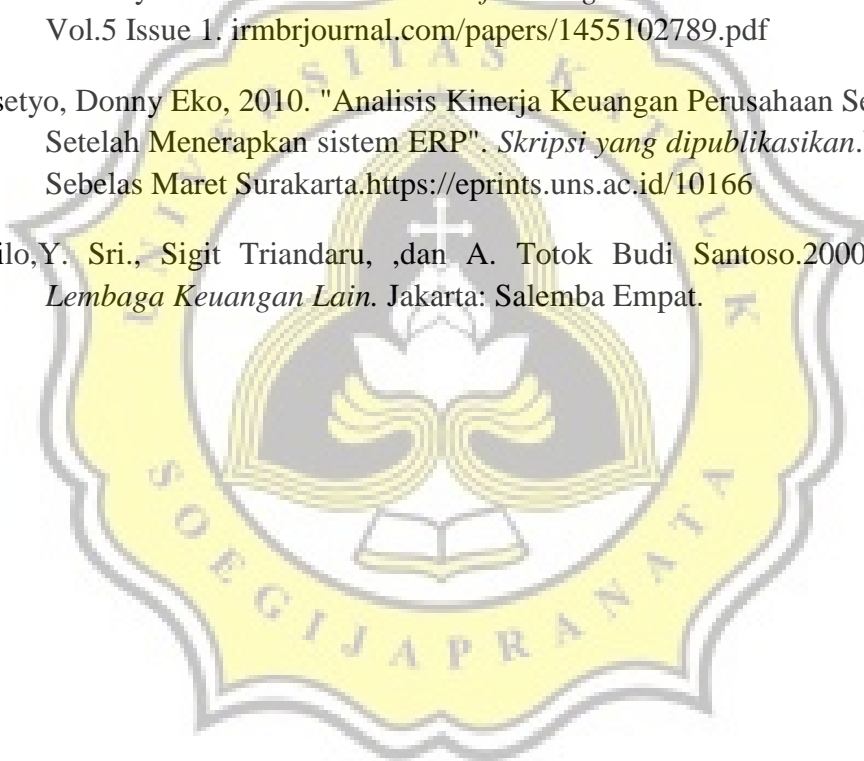 Vol.5 Issue 1. irmbrjournal.com/papers/1455102789.pdf
setyo, Donny Eko, 2010. "Analisis Kinerja Keuangan Perusahaan Se
Setelah Menerapkan sistem ERP". Skripsi yang dipublikasikan.
Sebelas Maret Surakarta.https://eprints.uns.ac.id/10166
ilo,Y. Sri., Sigit Triandaru, ,dan A. Totok Budi Santoso.2000
Lembaga Keuangan Lain. Jakarta: Salemba Empat.
UNIVERSITAS KATOLIK
SOEGIJAPRANATA